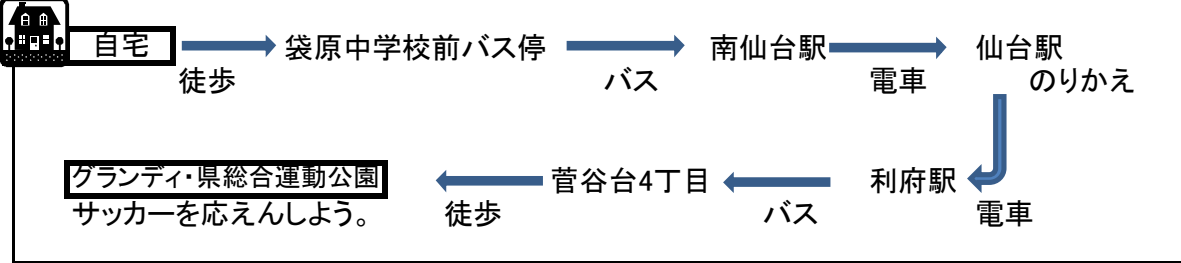 自宅 袋原中学校前バス停 南仙台駅 仙台駅
徒歩 バス 電車 のりかえ
グランディ・県総合運動公園 菅谷台4丁目 利府駅
サッカーを応えんしよう。 徒歩 バス 電車